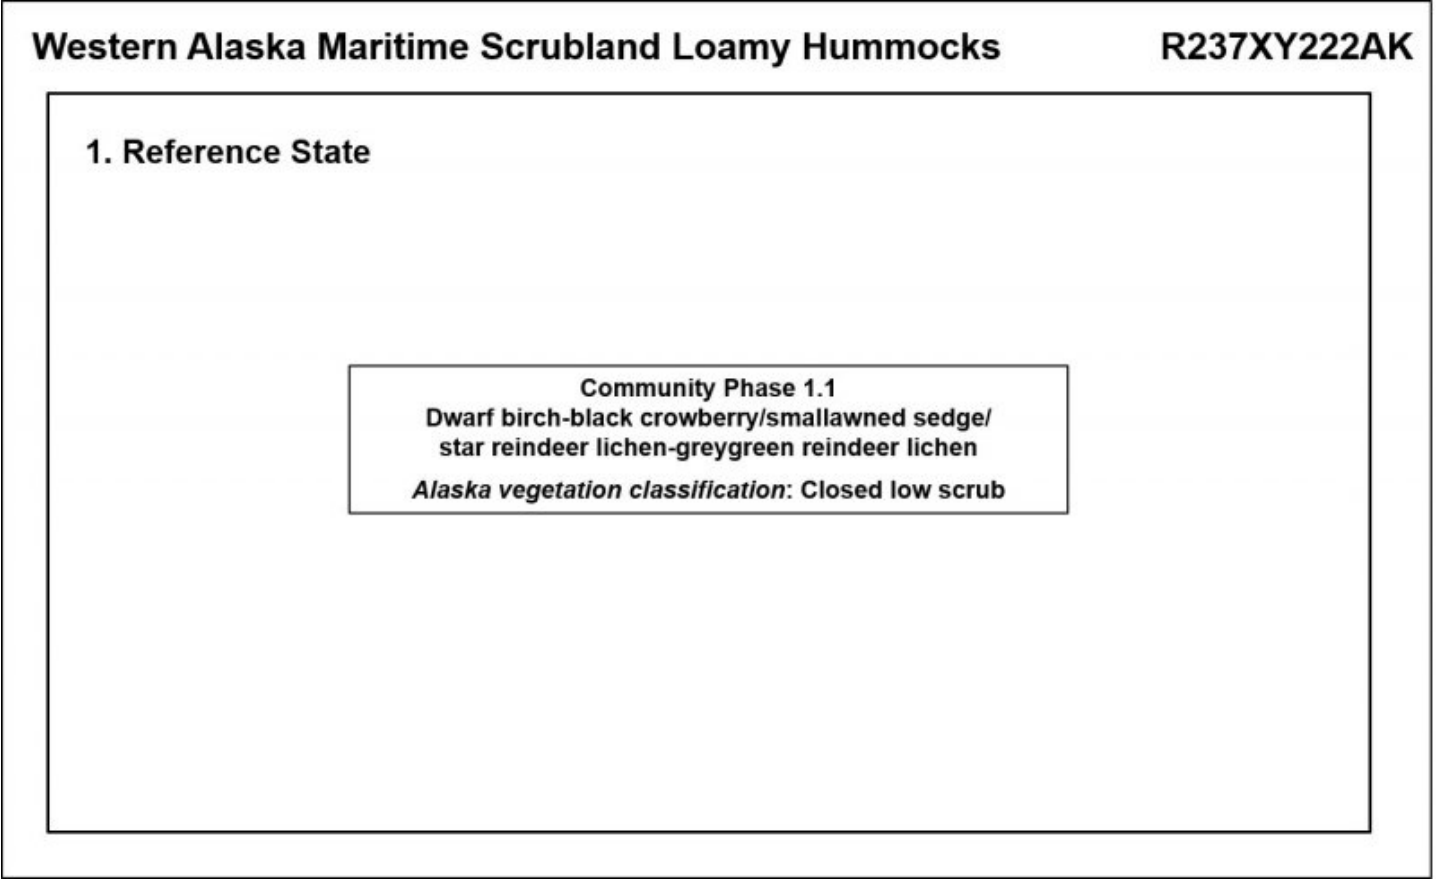 Western Alaska Maritime Scrubland Loamy Hummocks R237XY222AK
1. Reference State
Community Phase 1.1
Dwarf birch-black crowberry/smallawned sedge/
star reindeer lichen-greygreen reindeer lichen
Alaska vegetation classification: Closed low scrub